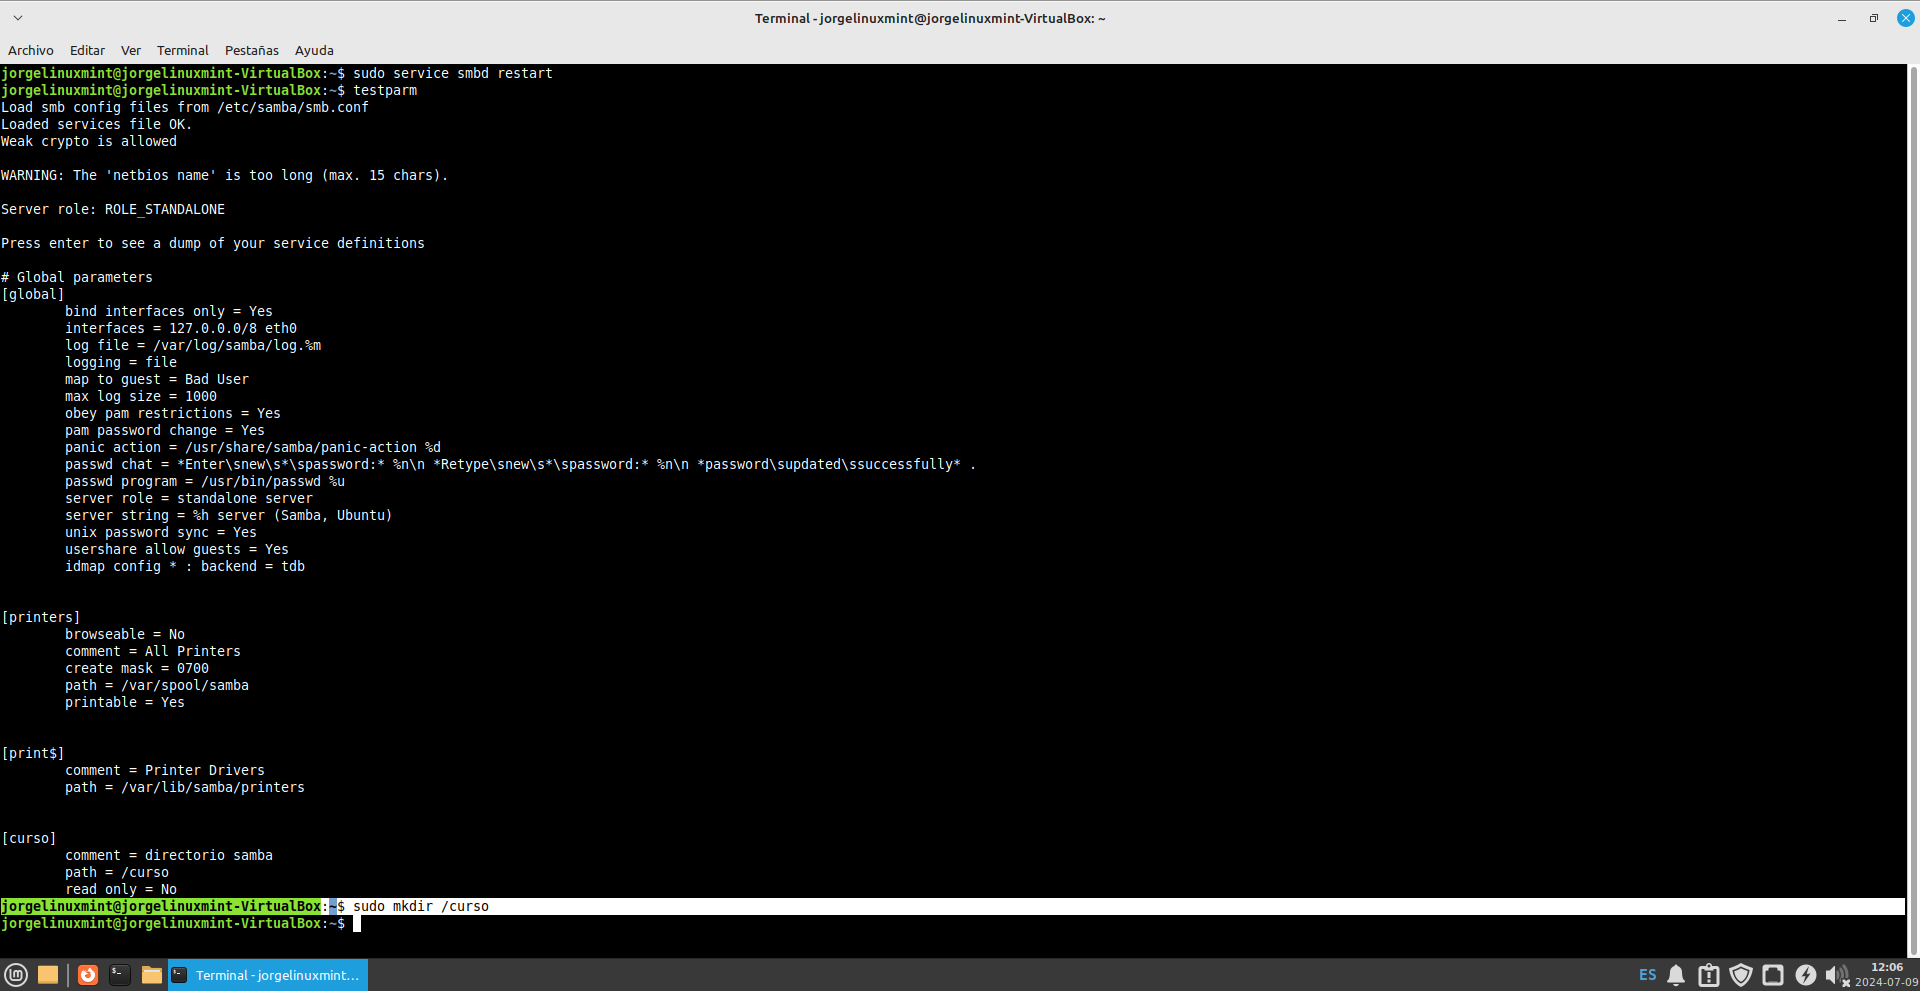 Terminal - jorgelinuxmint@jorgelinuxmint-VirtualBox: ~
Archivo Editar Ver Terminal Pestañas Ayuda
jorgelinuxmint@jorgelinuxmint-VirtualBox:~$ sudo service smbd restart
jorgelinuxmint@jorgelinuxmint-VirtualBox:~$ testparm
Load smb config files from /etc/samba/smb.conf
Loaded services file OK.
Weak crypto is allowed
WARNING: The 'netbios name' is too long (max. 15 chars).
Server role: ROLE_STANDALONE
Press enter to see a dump of your service definitions
# Global parameters
[global]
bind interfaces only = Yes
interfaces = 127.0.0.0/8 eth0
log file = /var/log/samba/log.%m
logging = file
map to guest = Bad User
max log size = 1000
obey pam restrictions = Yes
pam password change = Yes
panic action = /usr/share/samba/panic-action %d
passwd chat = *Enter\snew\s*\spassword:* %n\n *Retype\snew\s*\spassword:* %n\n *password\supdated\ssuccessfully* .
passwd program = /usr/bin/passwd %u
server role = standalone server
server string = %h server (Samba, Ubuntu)
unix password sync = Yes
usershare allow guests = Yes
idmap config * : backend = tdb
[printers]
browseable = No
comment = All Printers
create mask = 0700
path = /var/spool/samba
printable = Yes
[print$]
comment = Printer Drivers
path = /var/lib/samba/printers
[curso]
comment = directorio samba
path = /curso
read only = No
jorgelinuxmint@jorgelinuxmint-VirtualBox:~$ sudo mkdir /curso
jorgelinuxmint@jorgelinuxmint-VirtualBox:~$
Terminal - jorgelinuxmint...
ES
12:06
2024-07-09